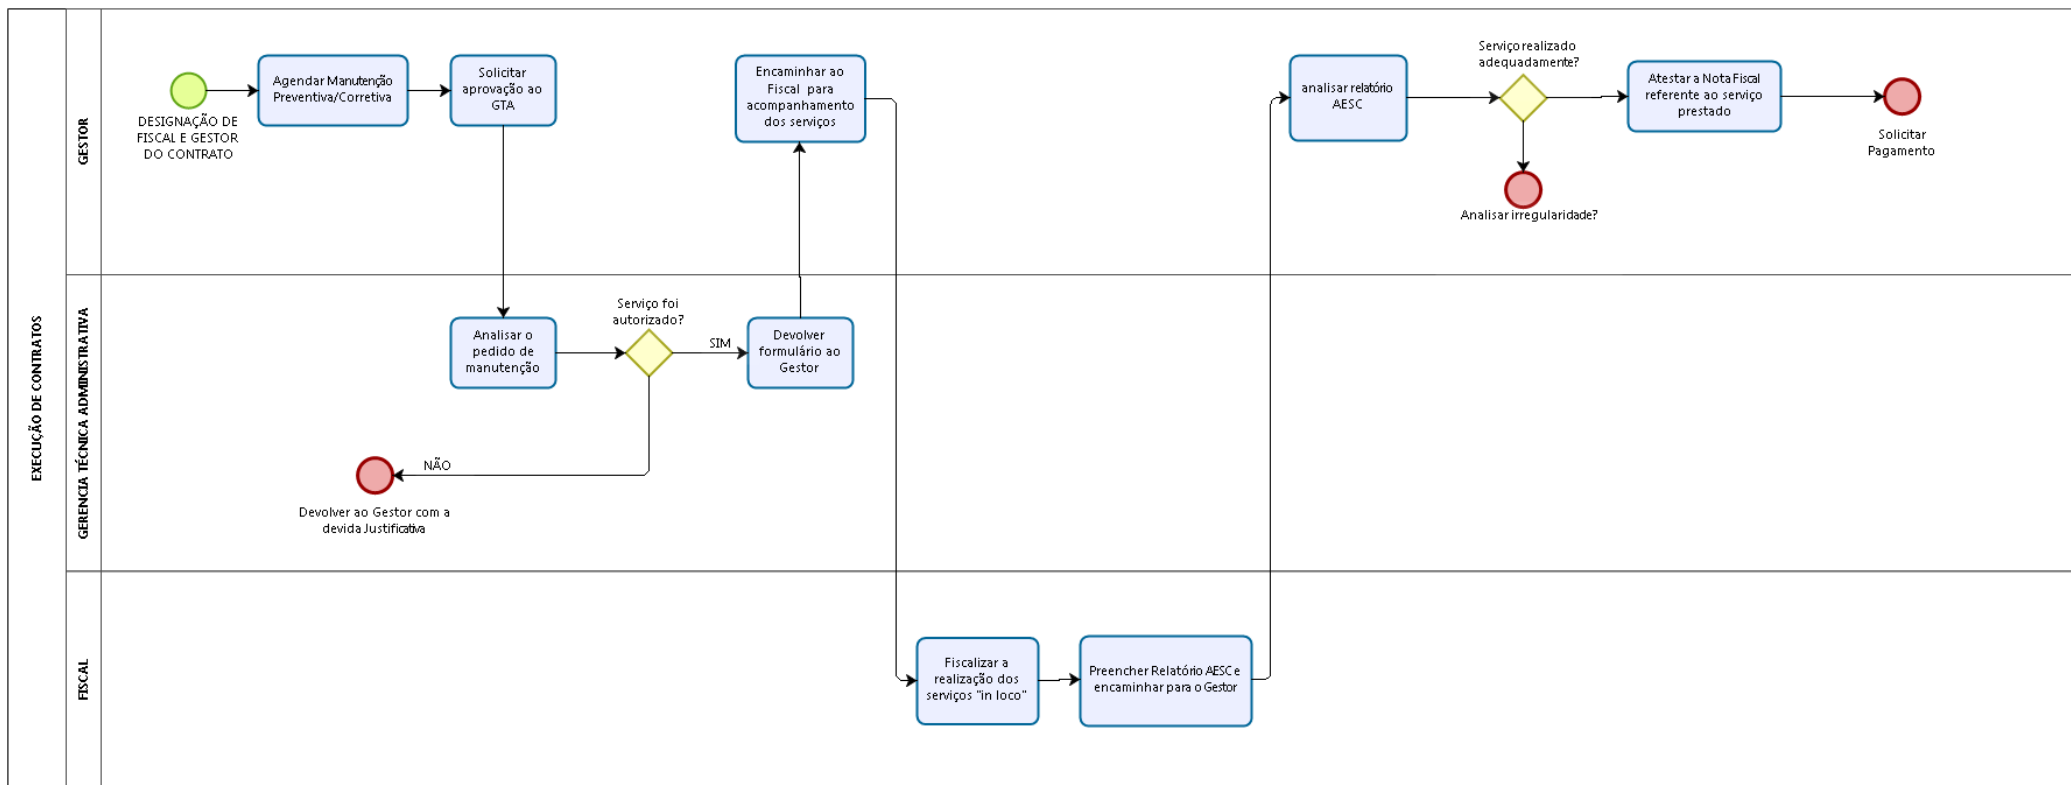 EXECUÇÃO DE CONTRATOS
GESTOR
DESIGNAÇÃO DE
FISCAL E GESTOR
DO CONTRATO
Agendar Manutenção
Preventiva/Corretiva
Solicitar
aprovação ao
GTA
Encaminhar ao
Fiscal para
acompanhamento
dos serviços
analisar relatório
AESC
Serviço realizado
adequadamente?
Analisar irregularidade?
Atestar a Nota Fiscal
referente ao serviço
prestado
Solicitar
Pagamento
GERENCIA TÉCNICA ADMINISTRATIVA
Analisar o
pedido de
manutenção
Serviço foi
autorizado?
SIM
Devolver
formulário ao
Gestor
NÃO
Devolver ao Gestor com a
devida Justificativa
FISCAL
Fiscalizar a
realização dos
serviços "in loco"
Preencher Relatório AESC e
encaminhar para o Gestor